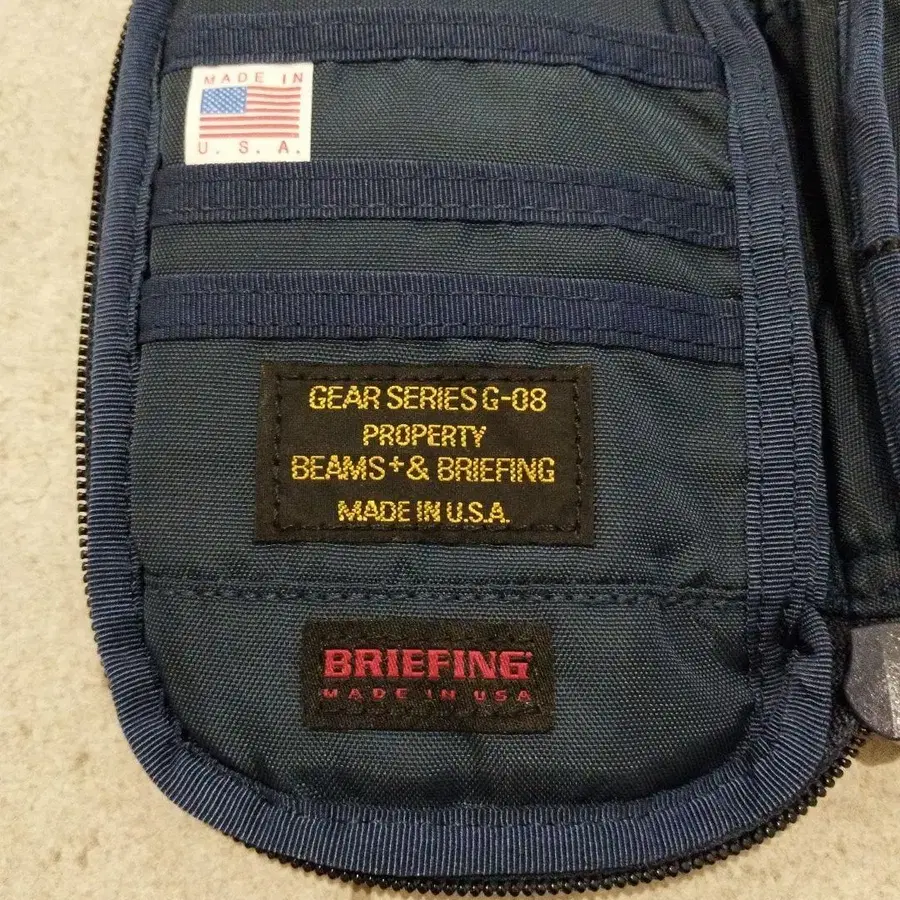 MADE IN
U. S. A.
GEAR SERIES G-08
PROPERTY
BEAMS+ & BRIEFING
MADE IN U.S.A.
BRIEFING
MADE IN USA